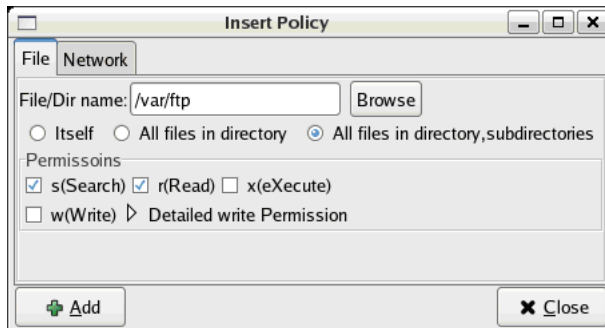 Insert Policy
File Network
File/Dir name: /var/ftp Browse
Itself All files in directory All files in directory,subdirectories
Permissoins
s(Search) r(Read) x(eXecute)
w(Write) Detailed write Permission
Add Close